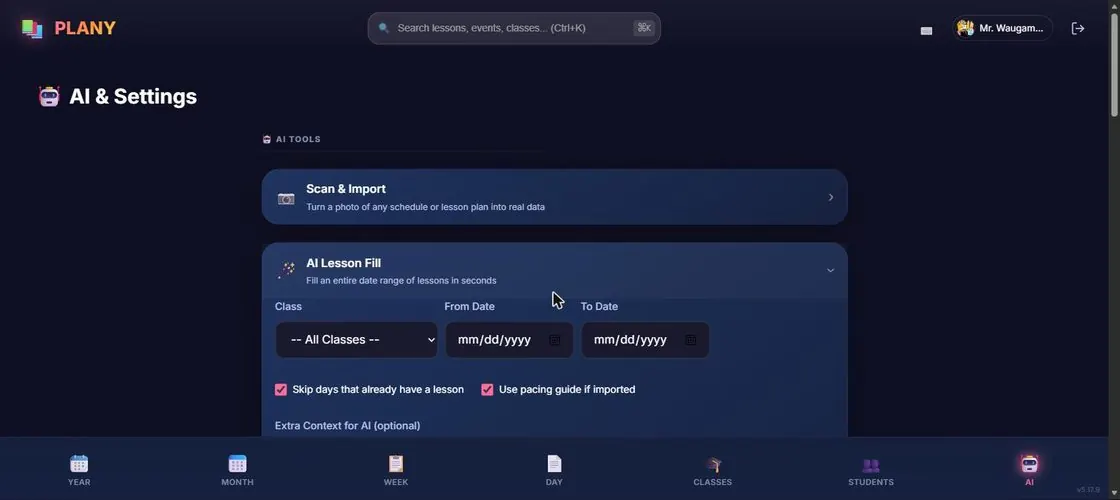 PLANY
Search lessons, events, classes... (Ctrl+K)
⌘K
Mr. Waugam...
AI & Settings
AI TOOLS
Scan & Import
Turn a photo of any schedule or lesson plan into real data
AI Lesson Fill
Fill an entire date range of lessons in seconds
Class From Date To Date
-- All Classes -- mm/dd/yyyy mm/dd/yyyy
Skip days that already have a lesson Use pacing guide if imported
Extra Context for AI (optional)
YEAR MONTH WEEK DAY CLASSES STUDENTS AI
v5.17.9